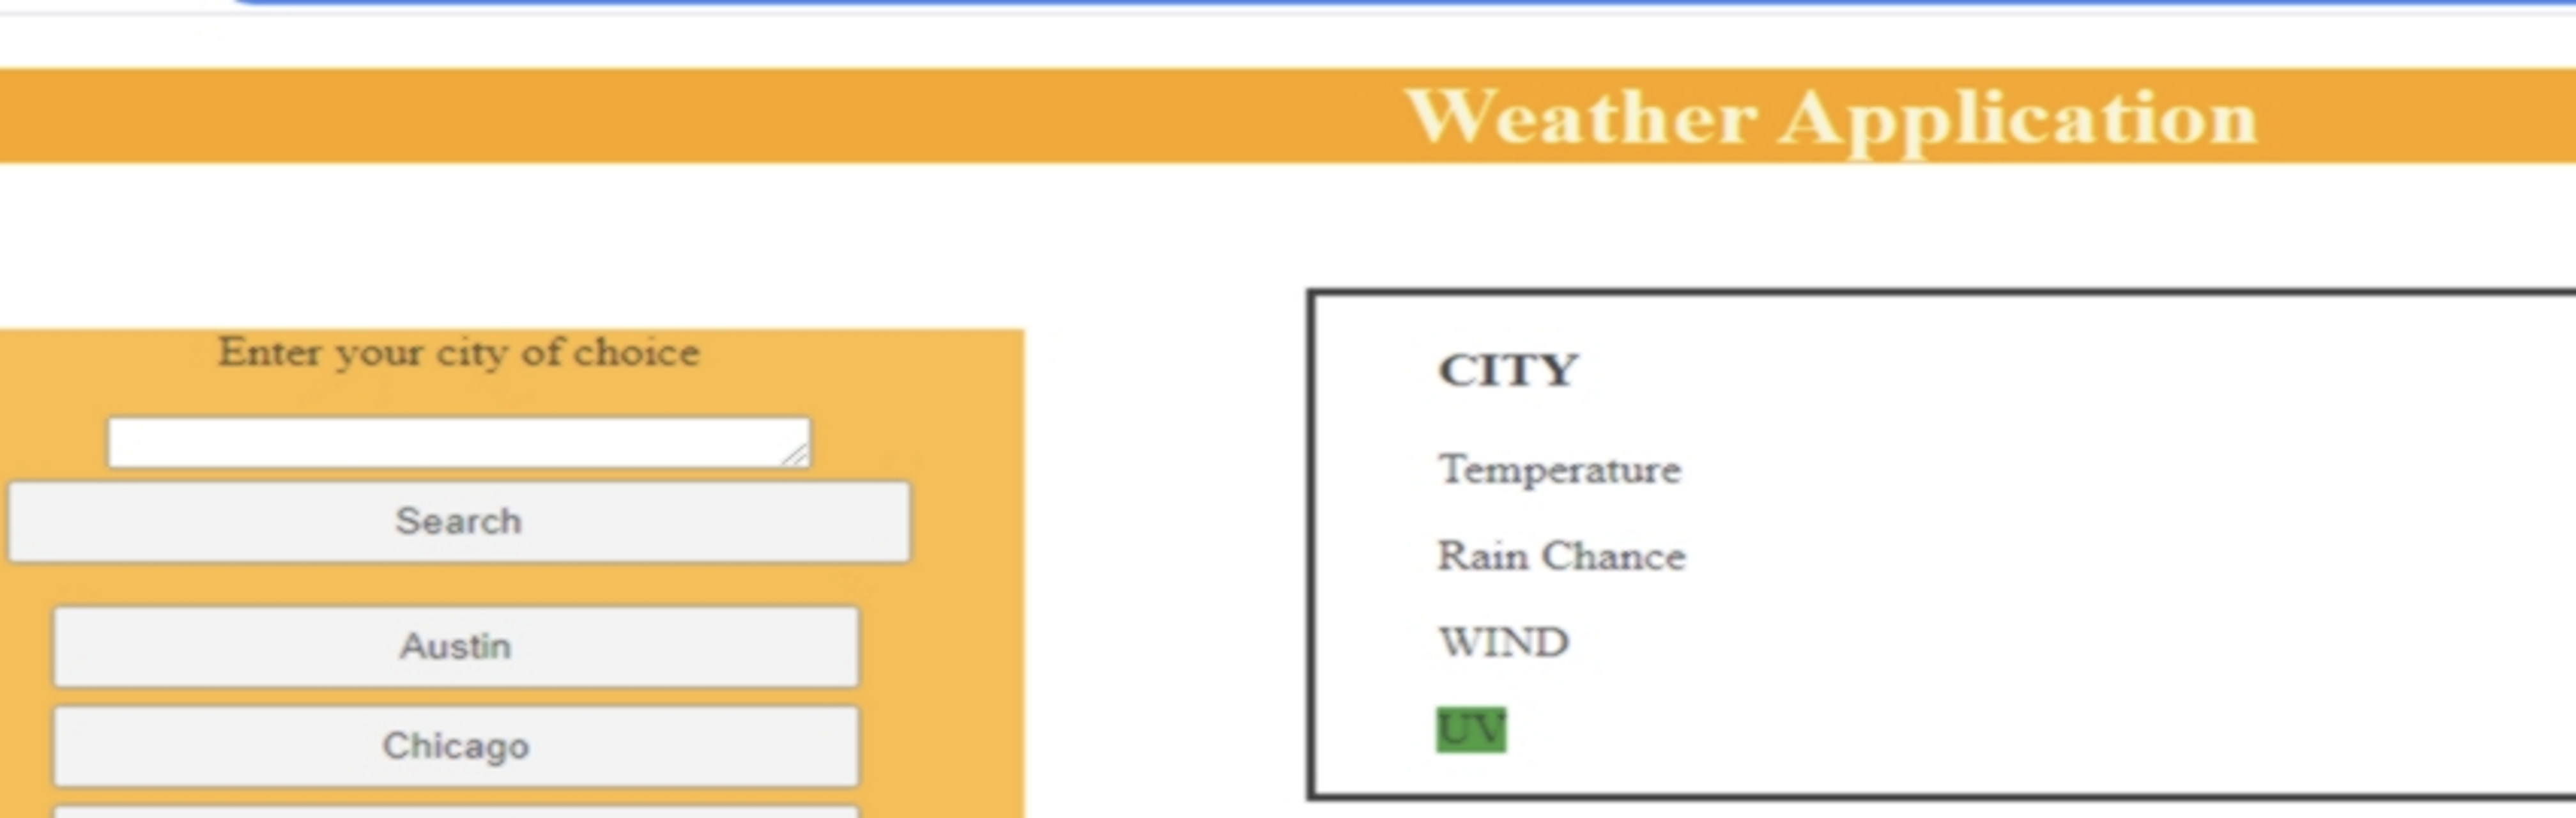 Weather Application
Enter your city of choice
Search
Austin
Chicago
CITY
Temperature
Rain Chance
WIND
UV